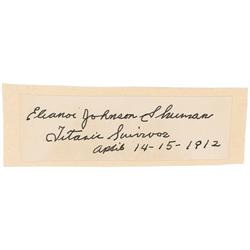 Eleanor Johnson Shuman
Titanic Survivor
April 14-15-1912